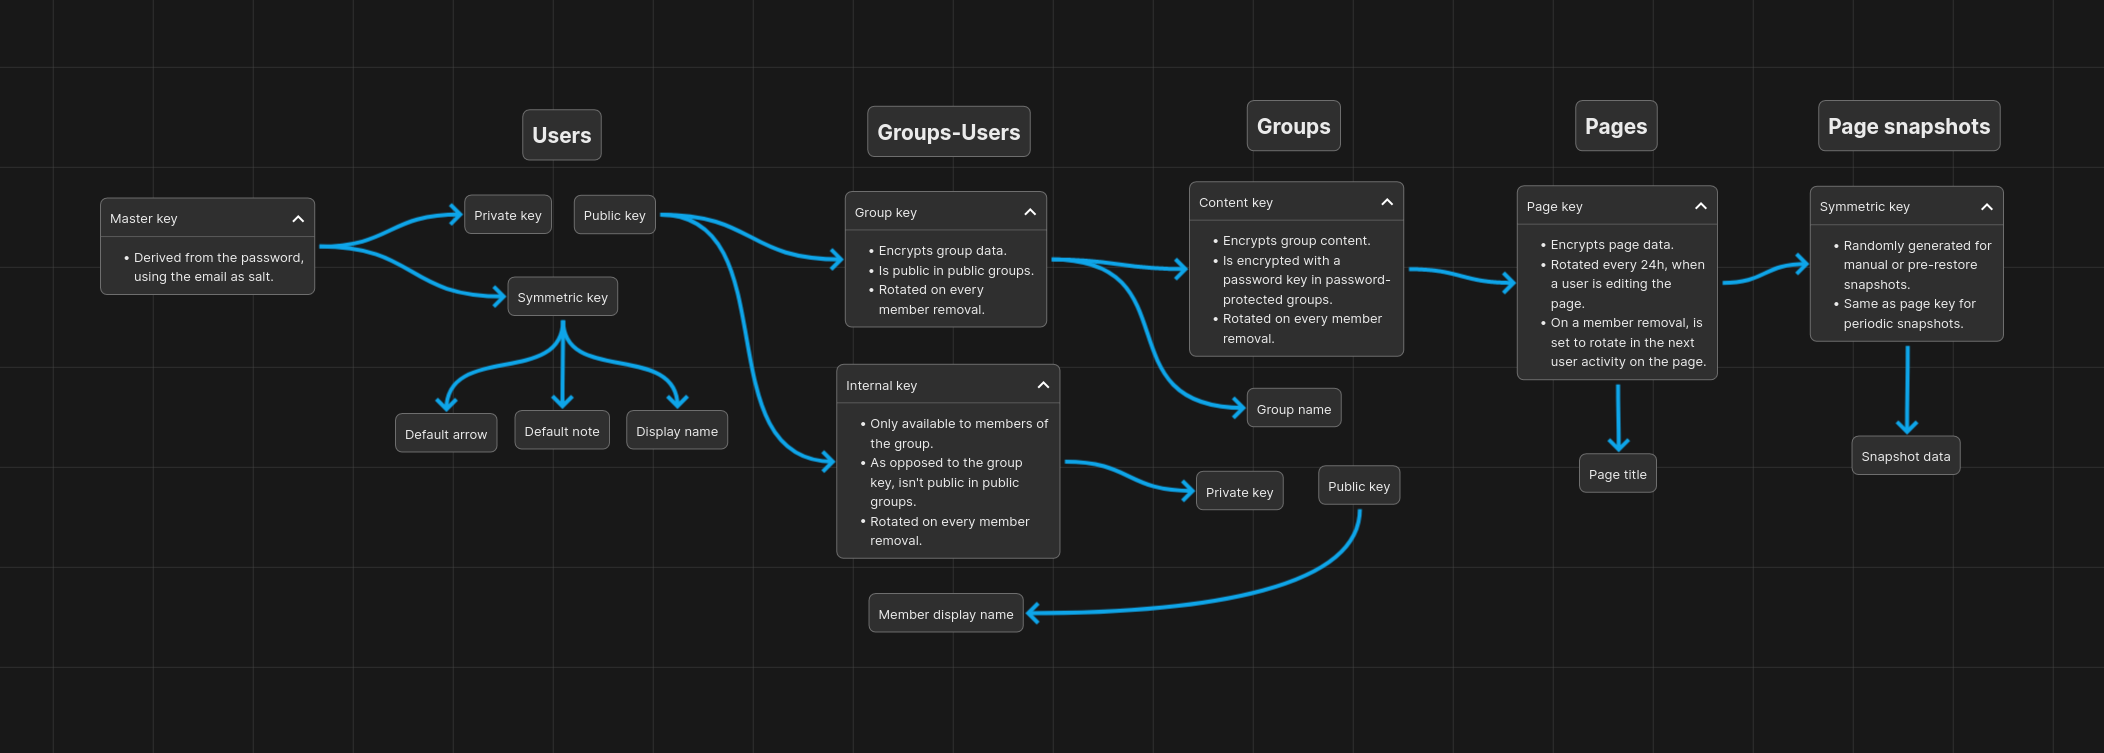 Users
Groups-Users
Groups
Pages
Page snapshots
Master key
• Derived from the password,
using the email as salt.
Private key
Public key
Symmetric key
Default arrow
Default note
Display name
Group key
• Encrypts group data.
• Is public in public groups.
• Rotated on every
member removal.
Internal key
• Only available to members of
the group.
• As opposed to the group
key, isn't public in public
groups.
• Rotated on every member
removal.
Member display name
Content key
• Encrypts group content.
• Is encrypted with a
password key in password-
protected groups.
• Rotated on every member
removal.
Group name
Private key
Public key
Page key
• Encrypts page data.
• Rotated every 24h, when
a user is editing the
page.
• On a member removal, is
set to rotate in the next
user activity on the page.
Page title
Symmetric key
• Randomly generated for
manual or pre-restore
snapshots.
• Same as page key for
periodic snapshots.
Snapshot data